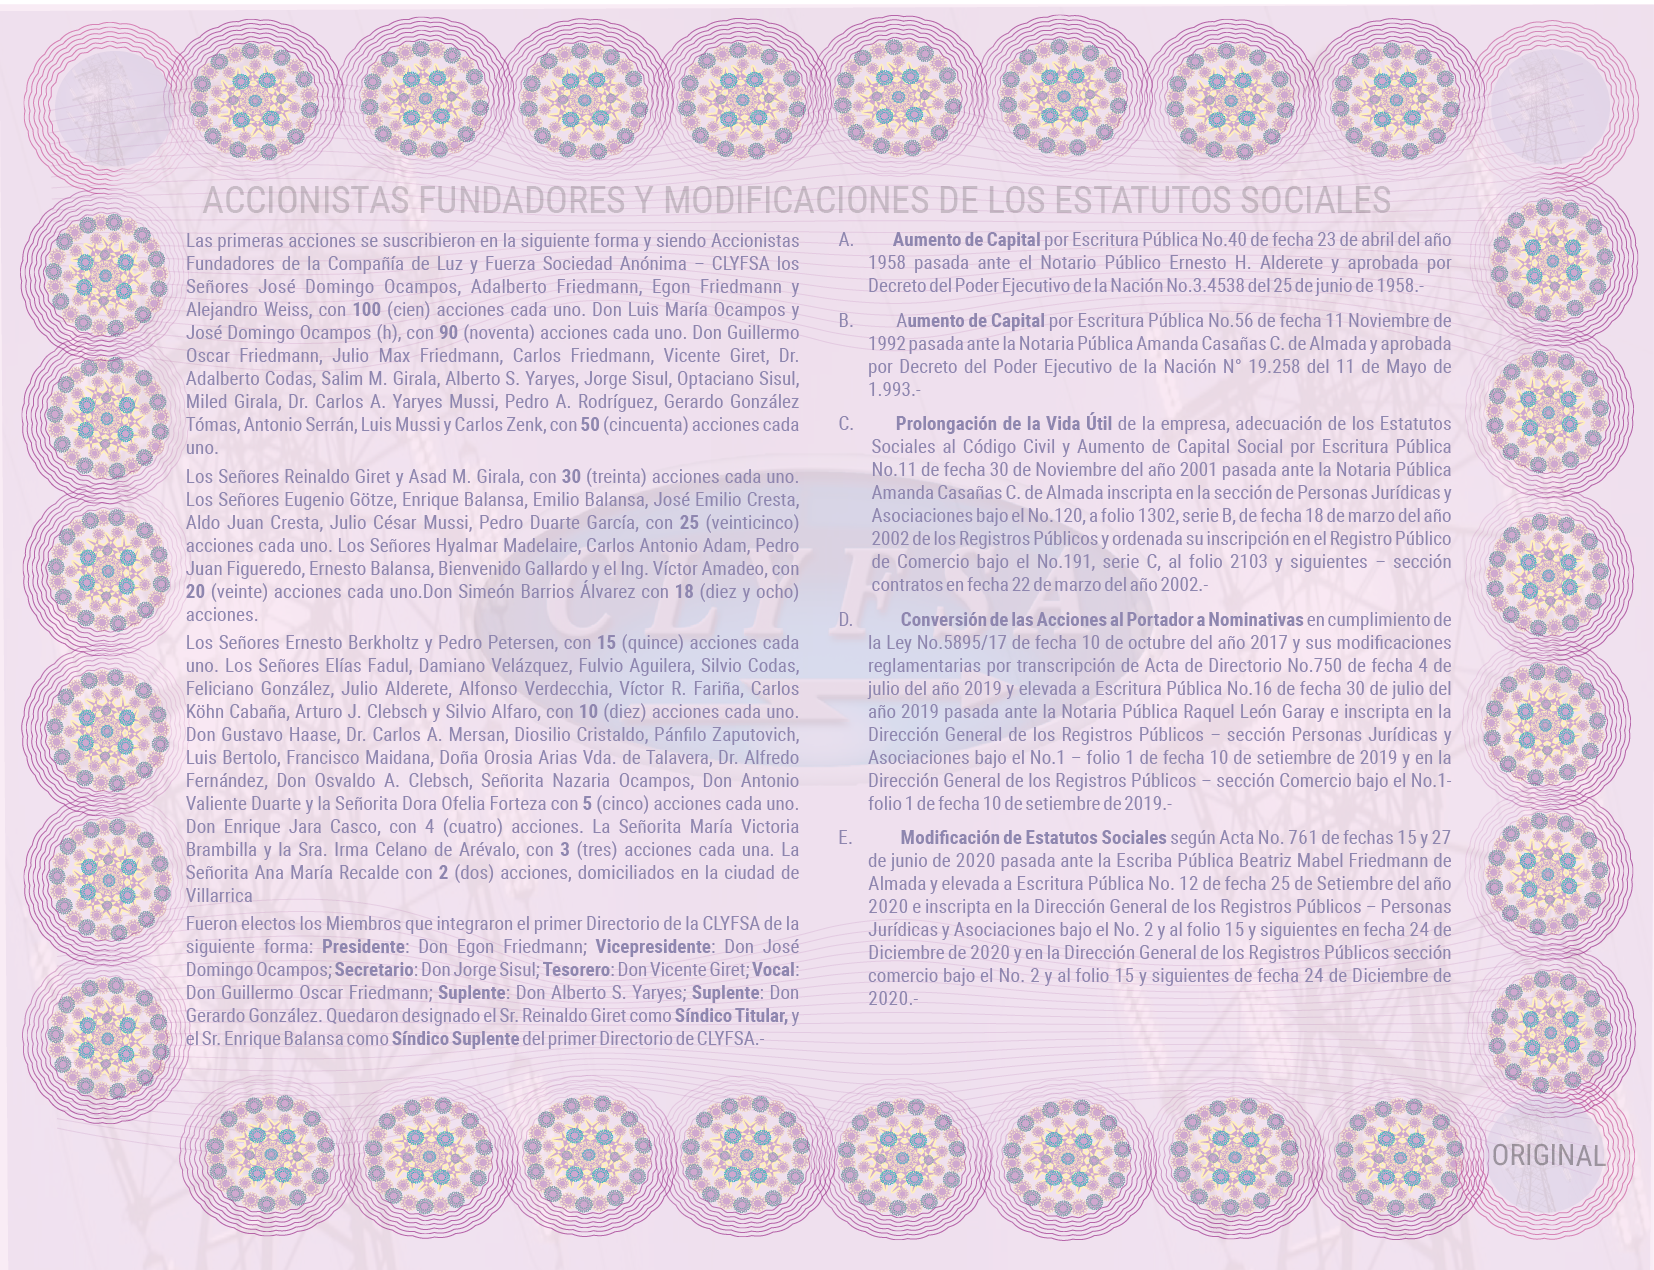 ACCIONISTAS FUNDADORES Y MODIFICACIONES DE LOS ESTATUTOS SOCIALES
Las primeras acciones se suscribieron en la siguiente forma y siendo Accionistas
Fundadores de la Compañía de Luz y Fuerza Sociedad Anónima – CLYFSA los
Señores José Domingo Ocampos, Adalberto Friedmann, Egon Friedmann y
Alejandro Weiss, con 100 (cien) acciones cada uno. Don Luis María Ocampos y
José Domingo Ocampos (h), con 90 (noventa) acciones cada uno. Don Guillermo
Oscar Friedmann, Julio Max Friedmann, Carlos Friedmann, Vicente Giret, Dr.
Adalberto Codas, Salim M. Girala, Alberto S. Yaryes, Jorge Sisul, Optaciano Sisul,
Miled Girala, Dr. Carlos A. Yaryes Mussi, Pedro A. Rodríguez, Gerardo González
Tómas, Antonio Serrán, Luis Mussi y Carlos Zenk, con 50 (cincuenta) acciones cada
uno.
Los Señores Reinaldo Giret y Asad M. Girala, con 30 (treinta) acciones cada uno.
Los Señores Eugenio Götze, Enrique Balansa, Emilio Balansa, José Emilio Cresta,
Aldo Juan Cresta, Julio César Mussi, Pedro Duarte García, con 25 (veinticinco)
acciones cada uno. Los Señores Hyalmar Madelaire, Carlos Antonio Adam, Pedro
Juan Figueredo, Ernesto Balansa, Bienvenido Gallardo y el Ing. Víctor Amadeo, con
20 (veinte) acciones cada uno.Don Simeón Barrios Álvarez con 18 (diez y ocho)
acciones.
Los Señores Ernesto Berkholtz y Pedro Petersen, con 15 (quince) acciones cada
uno. Los Señores Elías Fadul, Damiano Velázquez, Fulvio Aguilera, Silvio Codas,
Feliciano González, Julio Alderete, Alfonso Verdecchia, Víctor R. Fariña, Carlos
Köhn Cabaña, Arturo J. Clebsch y Silvio Alfaro, con 10 (diez) acciones cada uno.
Don Gustavo Haase, Dr. Carlos A. Mersan, Diosilio Cristaldo, Pánfilo Zaputovich,
Luis Bertolo, Francisco Maidana, Doña Orosia Arias Vda. de Talavera, Dr. Alfredo
Fernández, Don Osvaldo A. Clebsch, Señorita Nazaria Ocampos, Don Antonio
Valiente Duarte y la Señorita Dora Ofelia Forteza con 5 (cinco) acciones cada uno.
Don Enrique Jara Casco, con 4 (cuatro) acciones. La Señorita María Victoria
Brambilla y la Sra. Irma Celano de Arévalo, con 3 (tres) acciones cada una. La
Señorita Ana María Recalde con 2 (dos) acciones, domiciliados en la ciudad de
Villarrica
Fueron electos los Miembros que integraron el primer Directorio de la CLYFSA de la
siguiente forma: Presidente: Don Egon Friedmann; Vicepresidente: Don José
Domingo Ocampos; Secretario: Don Jorge Sisul; Tesorero: Don Vicente Giret; Vocal:
Don Guillermo Oscar Friedmann; Suplente: Don Alberto S. Yaryes; Suplente: Don
Gerardo González. Quedaron designado el Sr. Reinaldo Giret como Síndico Titular, y
el Sr. Enrique Balansa como Síndico Suplente del primer Directorio de CLYFSA.-
A. Aumento de Capital por Escritura Pública No.40 de fecha 23 de abril del año
1958 pasada ante el Notario Público Ernesto H. Alderete y aprobada por
Decreto del Poder Ejecutivo de la Nación No.3.4538 del 25 de junio de 1958.-
B. Aumento de Capital por Escritura Pública No.56 de fecha 11 Noviembre de
1992 pasada ante la Notaria Pública Amanda Casañas C. de Almada y aprobada
por Decreto del Poder Ejecutivo de la Nación N° 19.258 del 11 de Mayo de
1.993.-
C. Prolongación de la Vida Útil de la empresa, adecuación de los Estatutos
Sociales al Código Civil y Aumento de Capital Social por Escritura Pública
No.11 de fecha 30 de Noviembre del año 2001 pasada ante la Notaria Pública
Amanda Casañas C. de Almada inscripta en la sección de Personas Jurídicas y
Asociaciones bajo el No.120, a folio 1302, serie B, de fecha 18 de marzo del año
2002 de los Registros Públicos y ordenada su inscripción en el Registro Público
de Comercio bajo el No.191, serie C, al folio 2103 y siguientes – sección
contratos en fecha 22 de marzo del año 2002.-
D. Conversión de las Acciones al Portador a Nominativas en cumplimiento de
la Ley No.5895/17 de fecha 10 de octubre del año 2017 y sus modificaciones
reglamentarias por transcripción de Acta de Directorio No.750 de fecha 4 de
julio del año 2019 y elevada a Escritura Pública No.16 de fecha 30 de julio del
año 2019 pasada ante la Notaria Pública Raquel León Garay e inscripta en la
Dirección General de los Registros Públicos – sección Personas Jurídicas y
Asociaciones bajo el No.1 – folio 1 de fecha 10 de setiembre de 2019 y en la
Dirección General de los Registros Públicos – sección Comercio bajo el No.1-
folio 1 de fecha 10 de setiembre de 2019.-
E. Modificación de Estatutos Sociales según Acta No. 761 de fechas 15 y 27
de junio de 2020 pasada ante la Escriba Pública Beatriz Mabel Friedmann de
Almada y elevada a Escritura Pública No. 12 de fecha 25 de Setiembre del año
2020 e inscripta en la Dirección General de los Registros Públicos – Personas
Jurídicas y Asociaciones bajo el No. 2 y al folio 15 y siguientes en fecha 24 de
Diciembre de 2020 y en la Dirección General de los Registros Públicos sección
comercio bajo el No. 2 y al folio 15 y siguientes de fecha 24 de Diciembre de
2020.-
CLYFSA
ORIGINAL